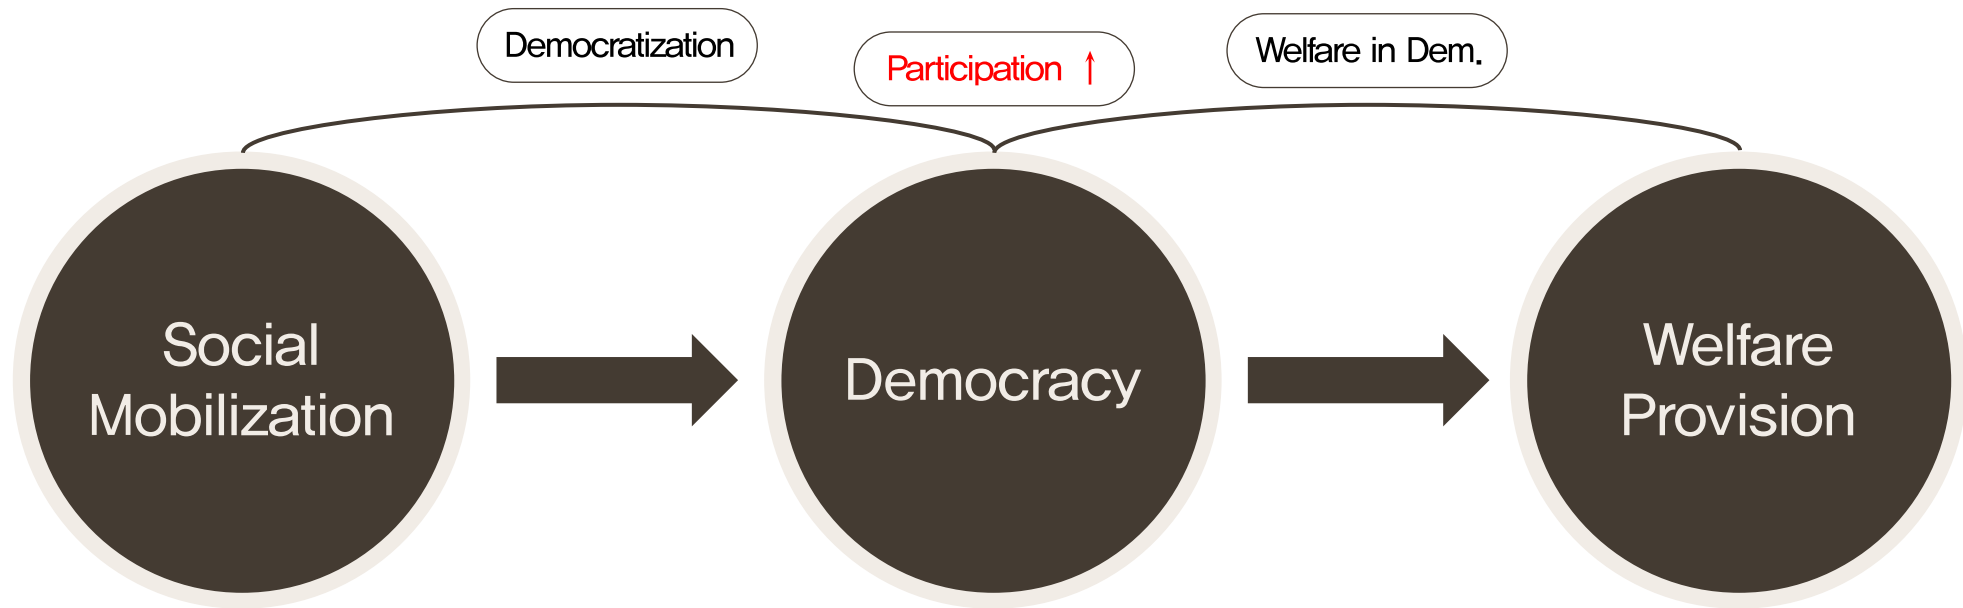 Democratization
Participation ↑
Welfare in Dem.
Social
Mobilization
Democracy
Welfare
Provision